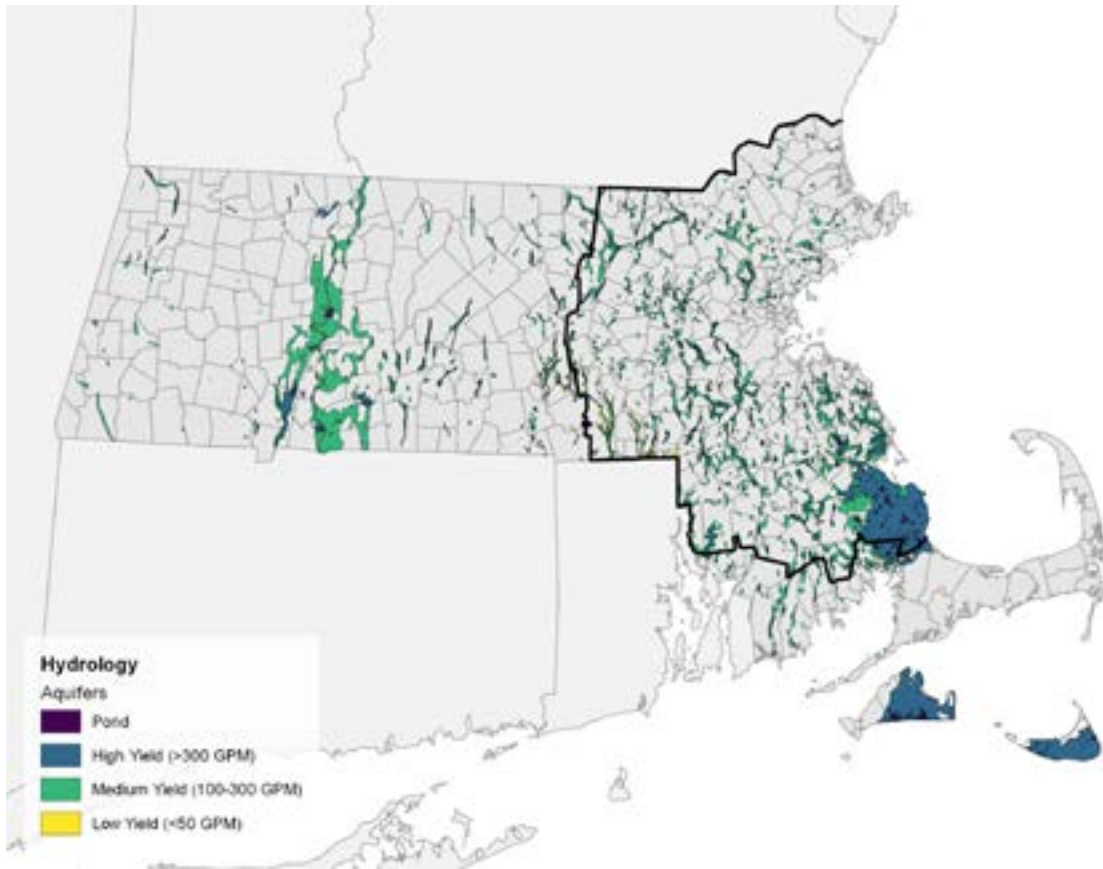 Hydrology
Aquifers
Pond
High Yield (>300 GPM)
Medium Yield (100-300 GPM)
Low Yield (<50 GPM)